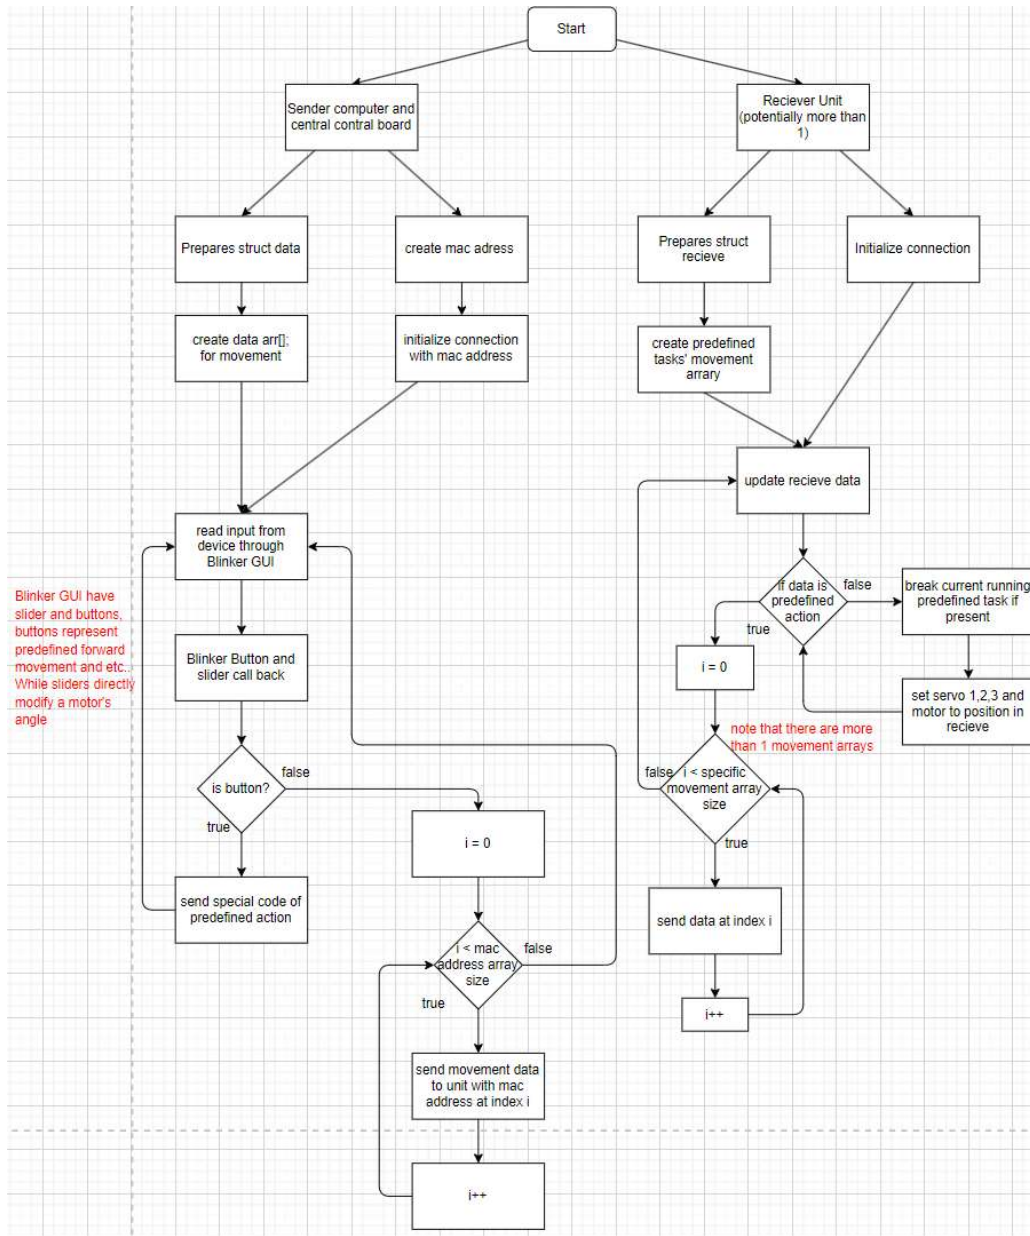 Start
Sender computer and
central contral board
Reciever Unit
(potentially more than
1)
Prepares struct data
create mac adress
Prepares struct
recieve
Initialize connection
create data arr[];
for movement
initialize connection
with mac address
create predefined
tasks' movement
arrary
update recieve data
read input from
device through
Blinker GUI
If data is
predefined
action
false
true
break current running
predefined task if
present
Blinker GUI have
slider and buttons,
buttons represent
predefined forward
movement and etc..
While sliders directly
modify a motor's
angle
Blinker Button and
slider call back
i = 0
set servo 1,2,3 and
motor to position in
recieve
note that there are more
than 1 movement arrays
is button?
false
true
false
i < specific
movement array
size
true
i = 0
send special code of
predefined action
send data at index i
i < mac
address array
size
false
true
i++
send movement data
to unit with mac
address at index i
i++